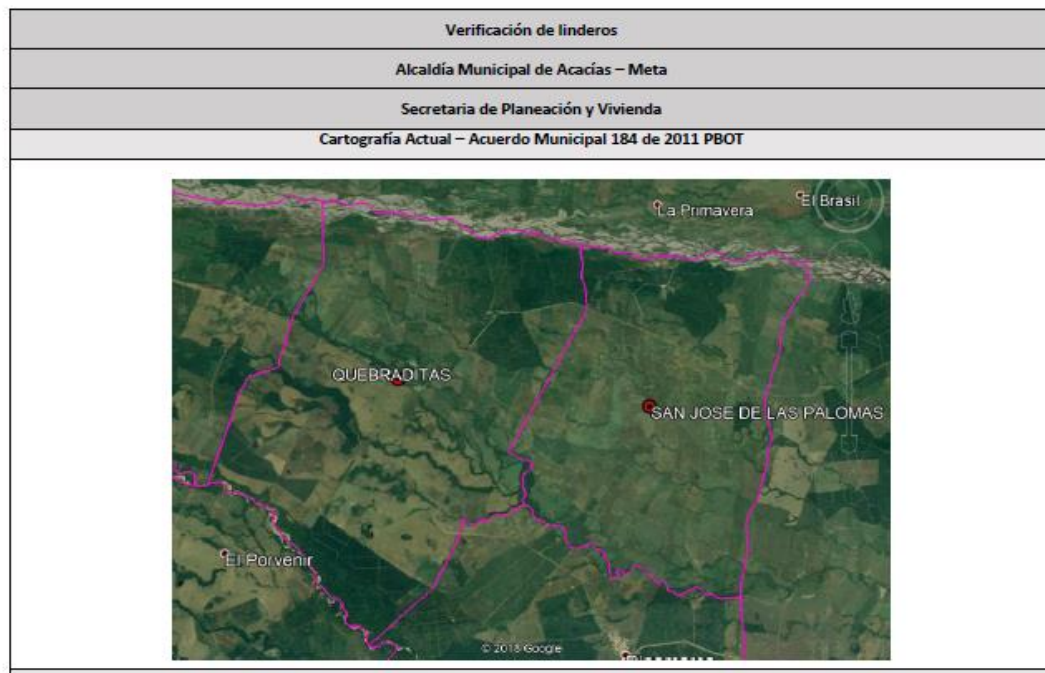 Verificación de linderos
Alcaldía Municipal de Acacías – Meta
Secretaria de Planeación y Vivienda
Cartografía Actual – Acuerdo Municipal 184 de 2011 PBOT
La Primavera
El Brasil
QUEBRADITAS
SAN JOSE DE LAS PALOMAS
El Porvenir
© 2018 Google